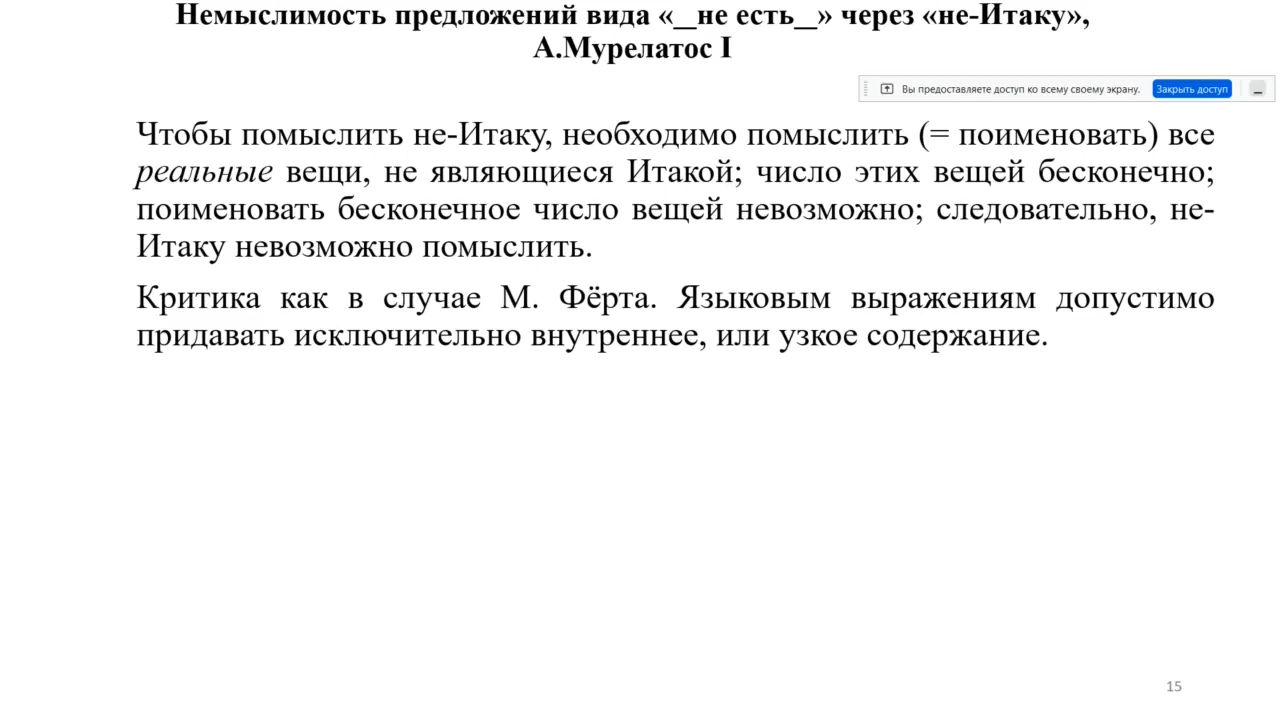 Немыслимость предложений вида «__не есть__» через «не-Итаку»,
А.Мурелатос I
Вы предоставляете доступ ко всему своему экрану. Закрыть доступ
Чтобы помыслить не-Итаку, необходимо помыслить (= поименовать) все
реальные вещи, не являющиеся Итакой; число этих вещей бесконечно;
поименовать бесконечное число вещей невозможно; следовательно, не-
Итаку невозможно помыслить.
Критика как в случае М. Фёрта. Языковым выражениям допустимо
придавать исключительно внутреннее, или узкое содержание.
15